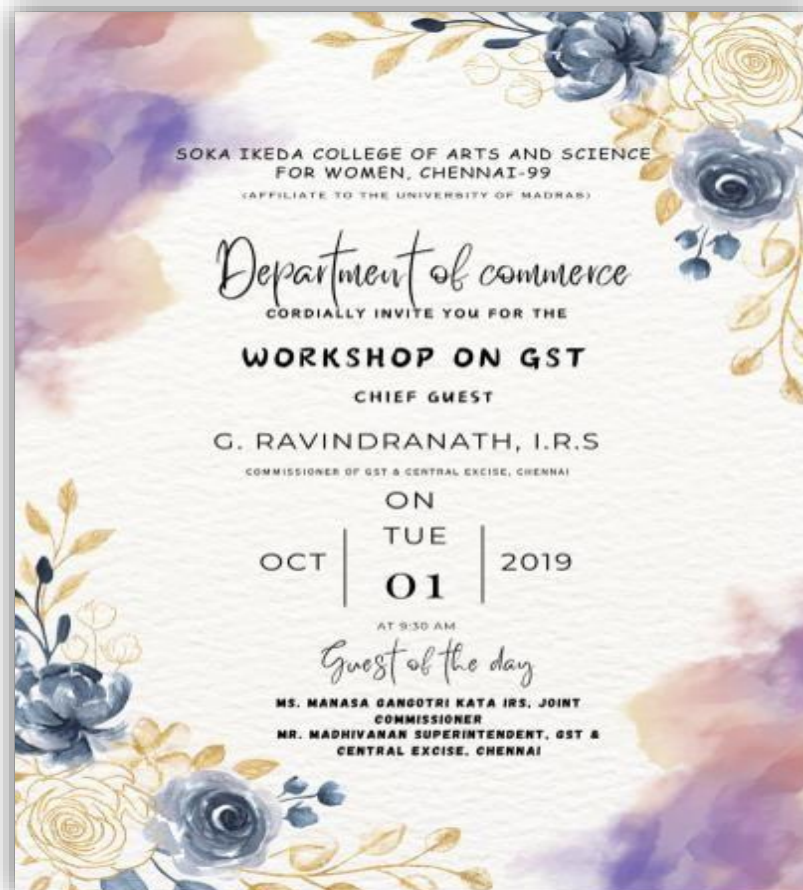 SOKA IKEDA COLLEGE OF ARTS AND SCIENCE
FOR WOMEN, CHENNAI-99
(AFFILIATE TO THE UNIVERSITY OF MADRAS)
Department of commerce
CORDIALLY INVITE YOU FOR THE
WORKSHOP ON GST
CHIEF GUEST
G. RAVINDRANATH, I.R.S
COMMISSIONER OF GST & CENTRAL EXCISE, CHENNAI
ON
TUE
OCT 01 2019
AT 9:30 AM
Guest of the day
MS. MANASA GANGOTRI KATA IRS, JOINT
COMMISSIONER
MR. MADHIVANAN SUPERINTENDENT, GST &
CENTRAL EXCISE, CHENNAI